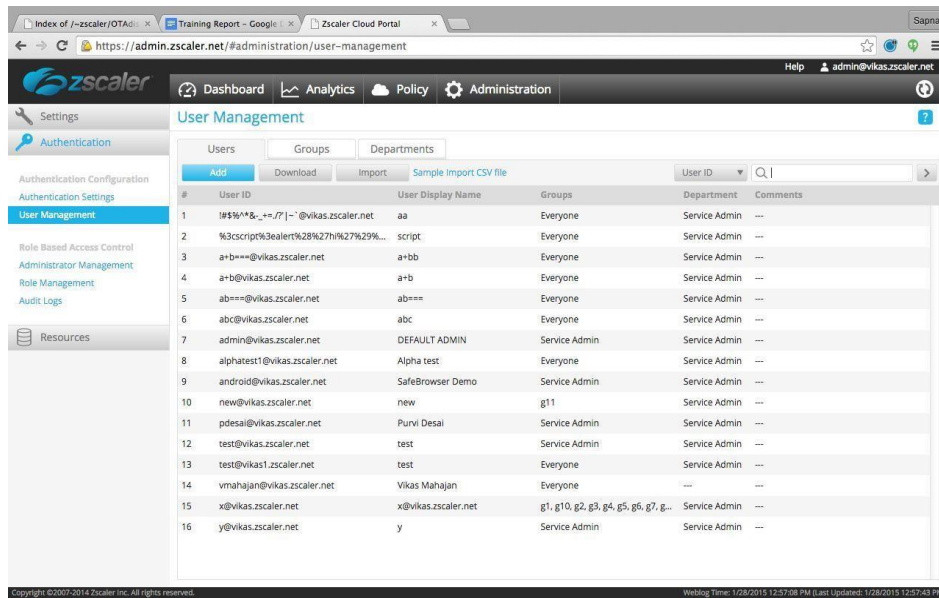 Index of /~zscaler/OTAdis
Training Report - Google
Zscaler Cloud Portal
Sapna
https://admin.zscaler.net/#administration/user-management
Help admin@vikas.zscaler.net
zscaler
Dashboard Analytics Policy Administration
Settings
Authentication
Authentication Configuration
Authentication Settings
User Management
Role Based Access Control
Administrator Management
Role Management
Audit Logs
Resources
User Management
?
Users Groups Departments
Add Download Import Sample Import CSV file User ID
# User ID User Display Name Groups Department Comments
1 !#$%^*&-_+=./?'|~`@vikas.zscaler.net aa Everyone Service Admin ---
2 %3cscript%3ealert%28%27hi%27%29%... script Everyone Service Admin ---
3 a+b===@vikas.zscaler.net a+bb Everyone Service Admin ---
4 a+b@vikas.zscaler.net a+b Everyone Service Admin ---
5 ab===@vikas.zscaler.net ab=== Everyone Service Admin ---
6 abc@vikas.zscaler.net abc Everyone Service Admin ---
7 admin@vikas.zscaler.net DEFAULT ADMIN Service Admin Service Admin ---
8 alphatest1@vikas.zscaler.net Alpha test Everyone Service Admin ---
9 android@vikas.zscaler.net SafeBrowser Demo Service Admin Service Admin ---
10 new@vikas.zscaler.net new g11 Service Admin ---
11 pdesai@vikas.zscaler.net Purvi Desai Service Admin Service Admin ---
12 test@vikas.zscaler.net test Service Admin Service Admin ---
13 test@vikas1.zscaler.net test Everyone Service Admin ---
14 vmahajan@vikas.zscaler.net Vikas Mahajan Everyone --- ---
15 x@vikas.zscaler.net x@vikas.zscaler.net g1, g10, g2, g3, g4, g5, g6, g7, g... Service Admin ---
16 y@vikas.zscaler.net y Service Admin Service Admin ---
Copyright ©2007-2014 Zscaler Inc. All rights reserved.
Weblog Time: 1/28/2015 12:57:08 PM (Last Updated: 1/28/2015 12:57:43 PM